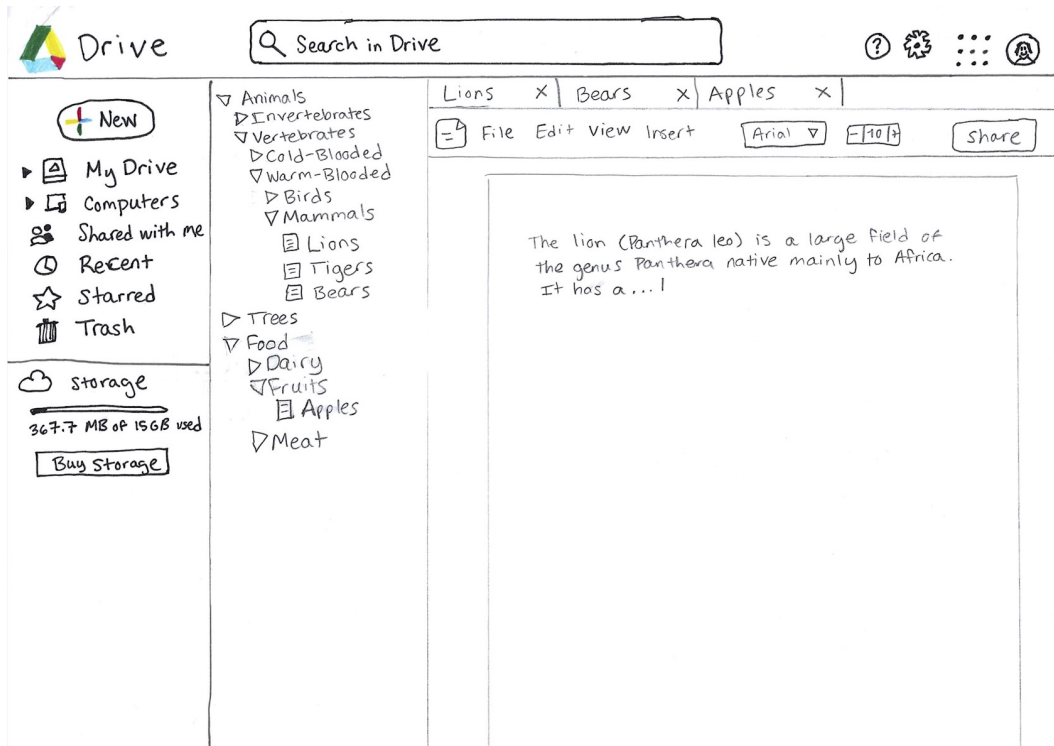 Drive
Search in Drive
?
New
My Drive
Computers
Shared with me
Recent
Starred
Trash
Storage
367.7 MB of 15GB used
Buy Storage
Animals
Invertebrates
Vertebrates
Cold-Blooded
Warm-Blooded
Birds
Mammals
Lions
Tigers
Bears
Trees
Food
Dairy
Fruits
Apples
Meat
Lions X Bears X Apples X
File Edit View Insert Arial -|10|+ Share
The lion (Panthera leo) is a large field of
the genus Panthera native mainly to Africa.
It has a...|